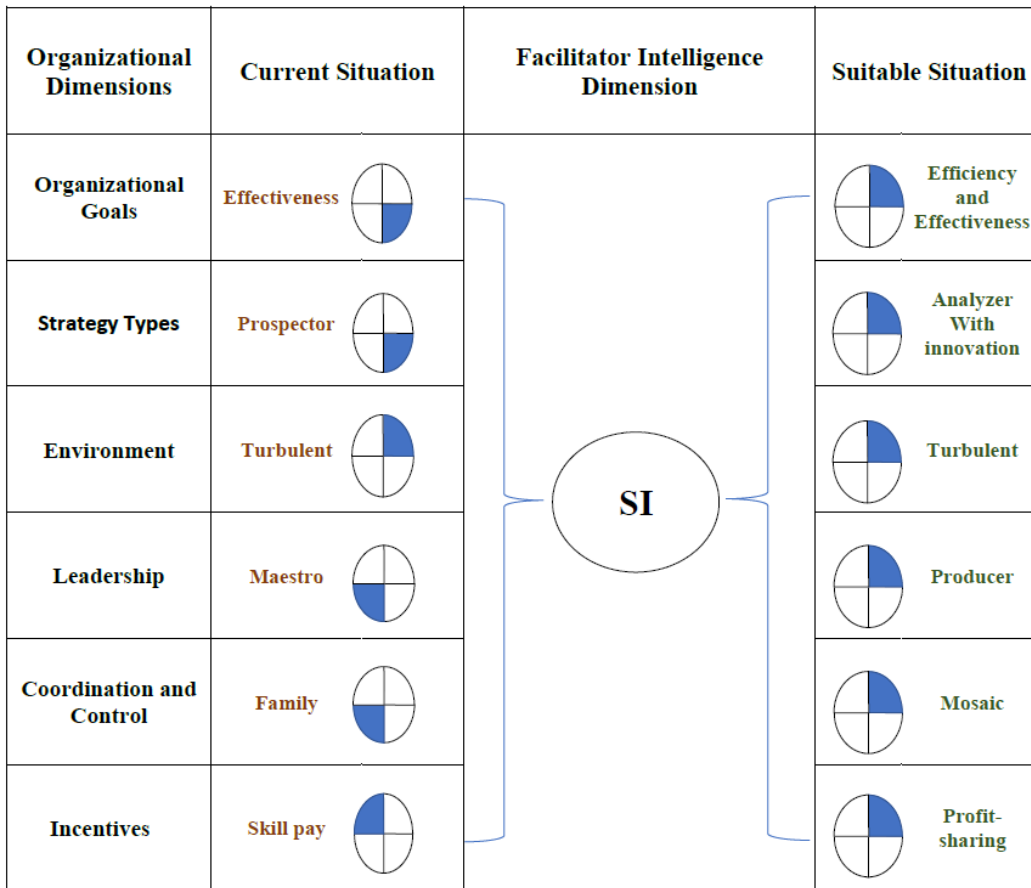 Organizational
Dimensions
Current Situation
Facilitator Intelligence
Dimension
Suitable Situation
Organizational
Goals
Effectiveness
Efficiency
and
Effectiveness
Strategy Types
Prospector
Analyzer
With
innovation
Environment
Turbulent
Turbulent
SI
Leadership
Maestro
Producer
Coordination and
Control
Family
Mosaic
Incentives
Skill pay
Profit-
sharing